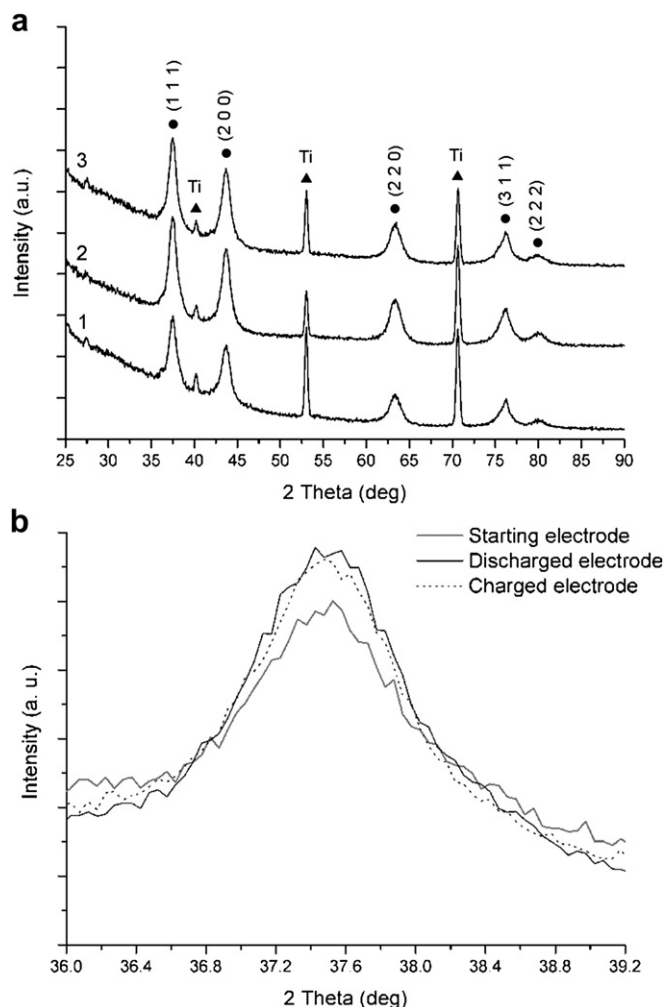 a
(1 1 1)
(2 0 0)
Ti
Ti
(2 2 0)
Ti
(3 1 1)
(2 2 2)
3
2
1
Intensity (a.u.)
25 30 35 40 45 50 55 60 65 70 75 80 85 90
2 Theta (deg)
b
Starting electrode
Discharged electrode
Charged electrode
Intensity (a. u.)
36.0 36.4 36.8 37.2 37.6 38.0 38.4 38.8 39.2
2 Theta (deg)